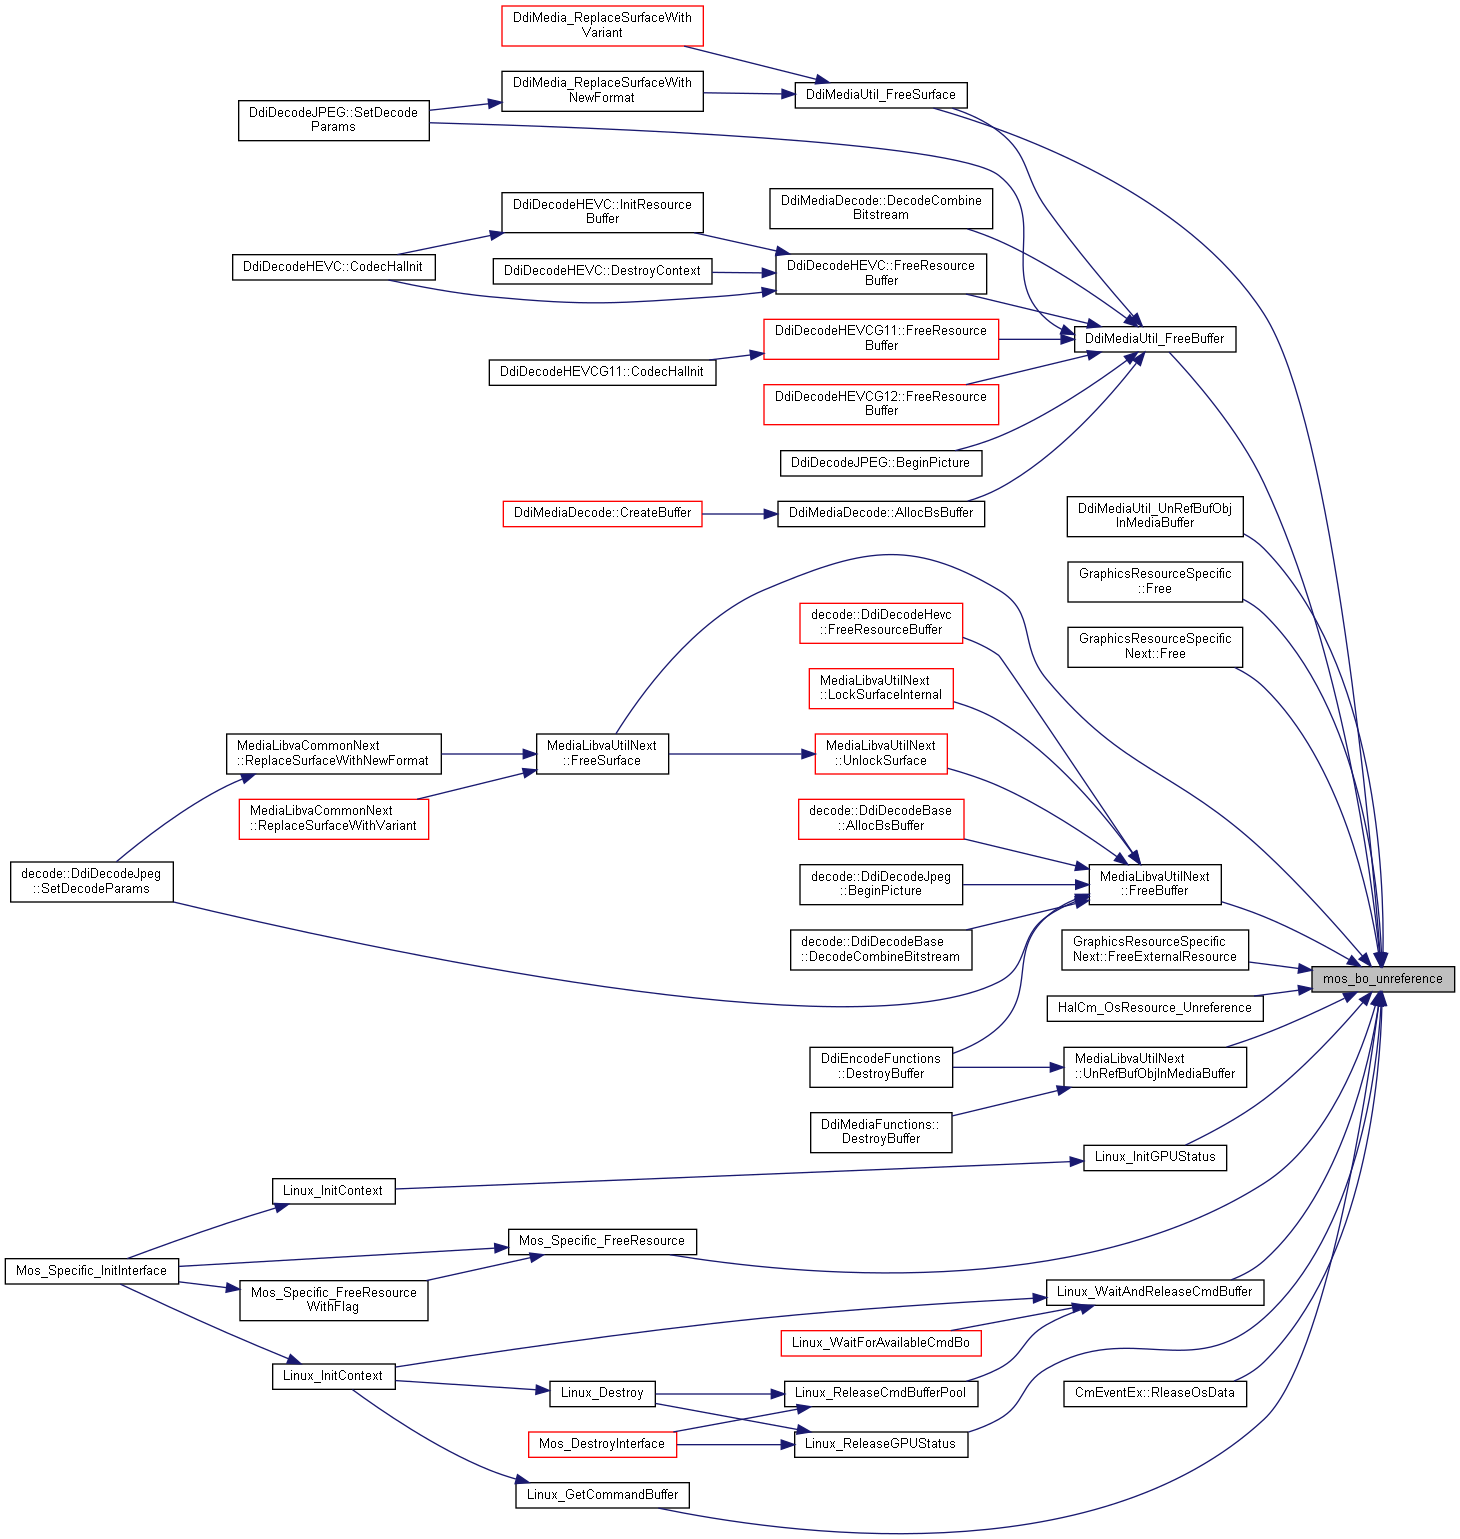 DdiMedia_ReplaceSurfaceWith
Variant
DdiMedia_ReplaceSurfaceWith
NewFormat
DdiMediaUtil_FreeSurface
DdiDecodeJPEG::SetDecode
Params
DdiDecodeHEVC::InitResource
Buffer
DdiMediaDecode::DecodeCombine
Bitstream
DdiDecodeHEVC::CodecHalInit
DdiDecodeHEVC::DestroyContext
DdiDecodeHEVC::FreeResource
Buffer
DdiDecodeHEVCG11::FreeResource
Buffer
DdiMediaUtil_FreeBuffer
DdiDecodeHEVCG11::CodecHalInit
DdiDecodeHEVCG12::FreeResource
Buffer
DdiDecodeJPEG::BeginPicture
DdiMediaDecode::CreateBuffer
DdiMediaDecode::AllocBsBuffer
DdiMediaUtil_UnRefBufObj
InMediaBuffer
GraphicsResourceSpecific
::Free
decode::DdiDecodeHevc
::FreeResourceBuffer
GraphicsResourceSpecific
Next::Free
MediaLibvaUtilNext
::LockSurfaceInternal
MediaLibvaCommonNext
::ReplaceSurfaceWithNewFormat
MediaLibvaUtilNext
::FreeSurface
MediaLibvaUtilNext
::UnlockSurface
MediaLibvaCommonNext
::ReplaceSurfaceWithVariant
decode::DdiDecodeBase
::AllocBsBuffer
decode::DdiDecodeJpeg
::SetDecodeParams
decode::DdiDecodeJpeg
::BeginPicture
MediaLibvaUtilNext
::FreeBuffer
decode::DdiDecodeBase
::DecodeCombineBitstream
GraphicsResourceSpecific
Next::FreeExternalResource
mos_bo_unreference
HalCm_OsResource_Unreference
DdiEncodeFunctions
::DestroyBuffer
MediaLibvaUtilNext
::UnRefBufObjInMediaBuffer
DdiMediaFunctions::
DestroyBuffer
Linux_InitGPUStatus
Linux_InitContext
Mos_Specific_FreeResource
Mos_Specific_InitInterface
Mos_Specific_FreeResource
WithFlag
Linux_WaitAndReleaseCmdBuffer
Linux_WaitForAvailableCmdBo
Linux_InitContext
Linux_Destroy
Linux_ReleaseCmdBufferPool
CmEventEx::RleaseOsData
Mos_DestroyInterface
Linux_ReleaseGPUStatus
Linux_GetCommandBuffer